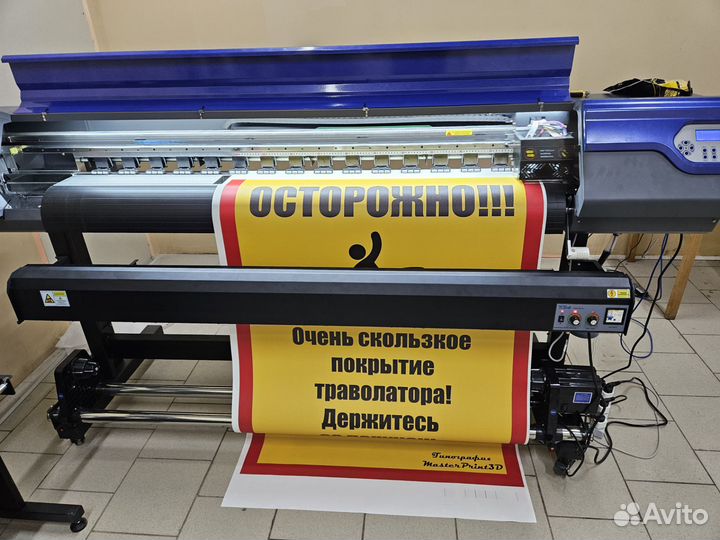 ОСТОРОЖНО!!!
Очень скользкое
покрытие
траволатора!
Держитесь
Типография
MasterPrint3D
Avito